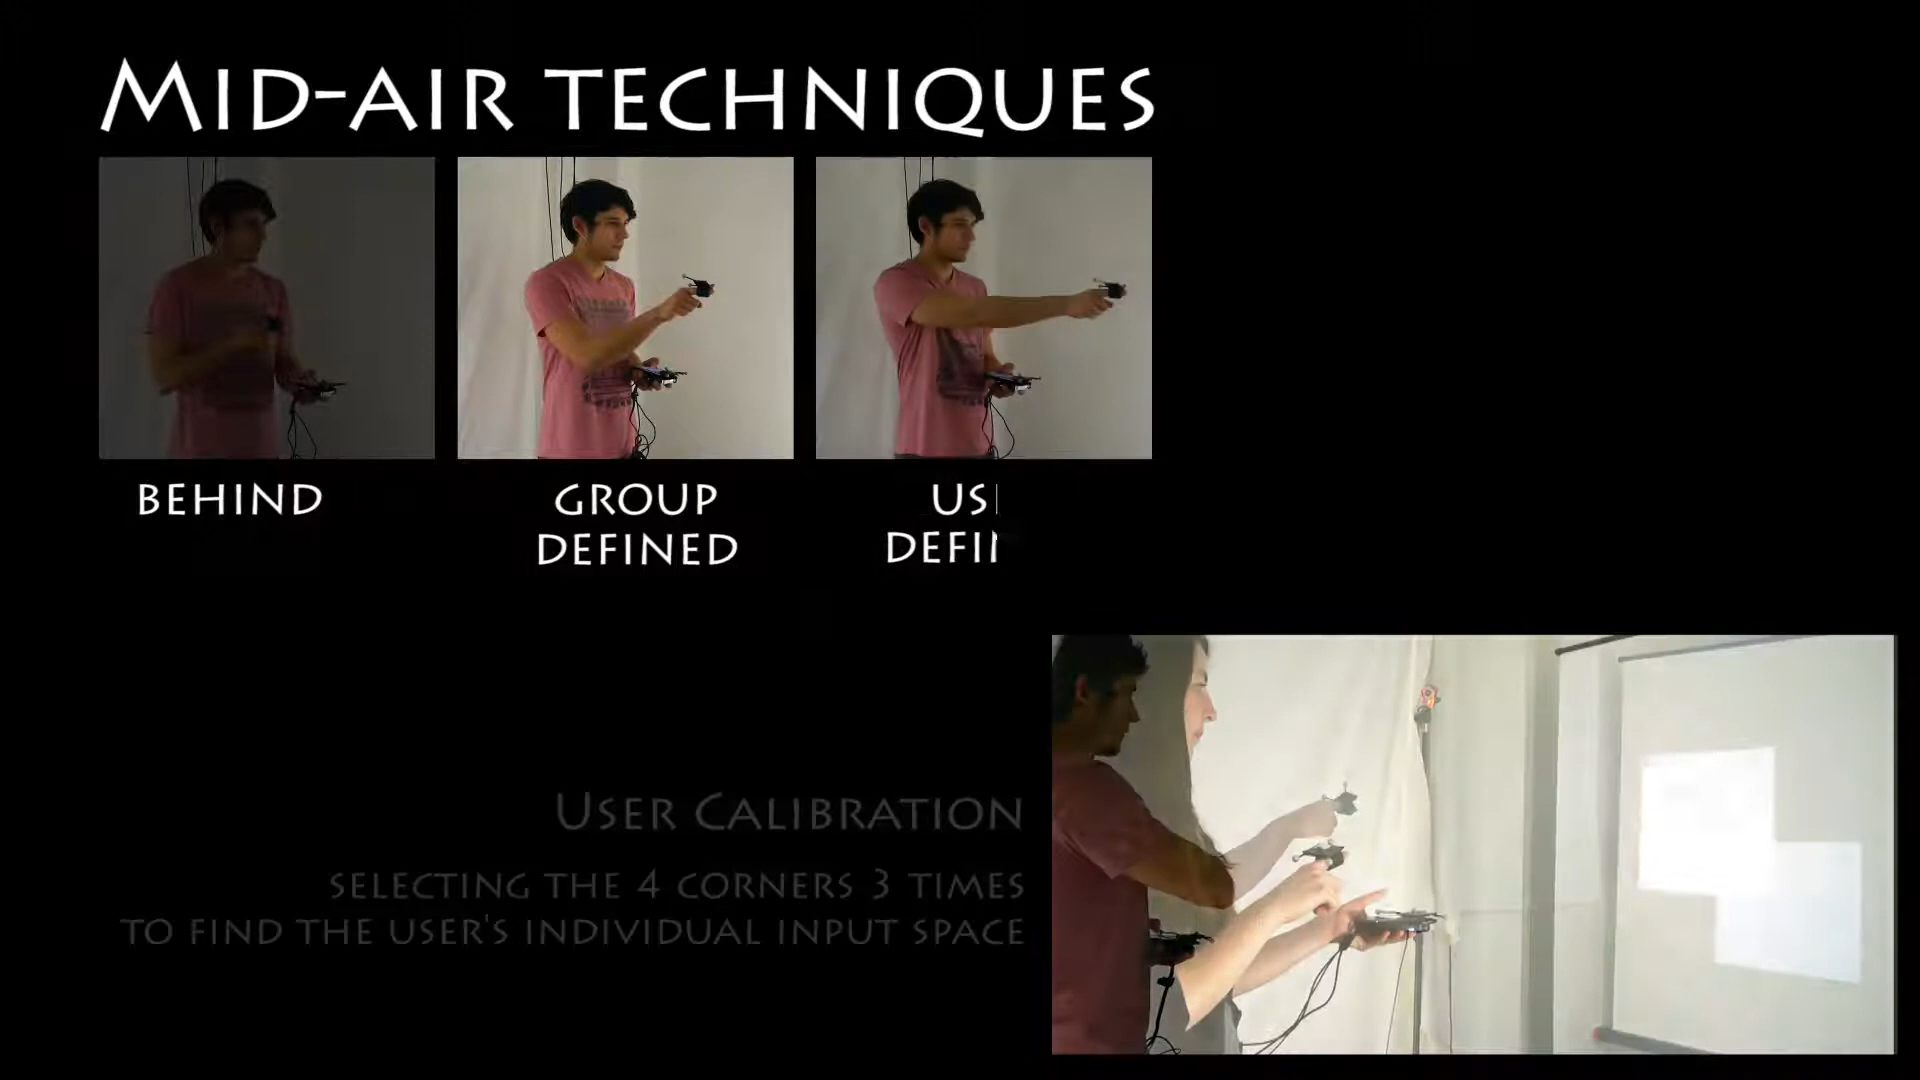 MID-AIR TECHNIQUES
BEHIND
GROUP
DEFINED
US
DEFI
USER CALIBRATION
SELECTING THE 4 CORNERS 3 TIMES
TO FIND THE USER'S INDIVIDUAL INPUT SPACE